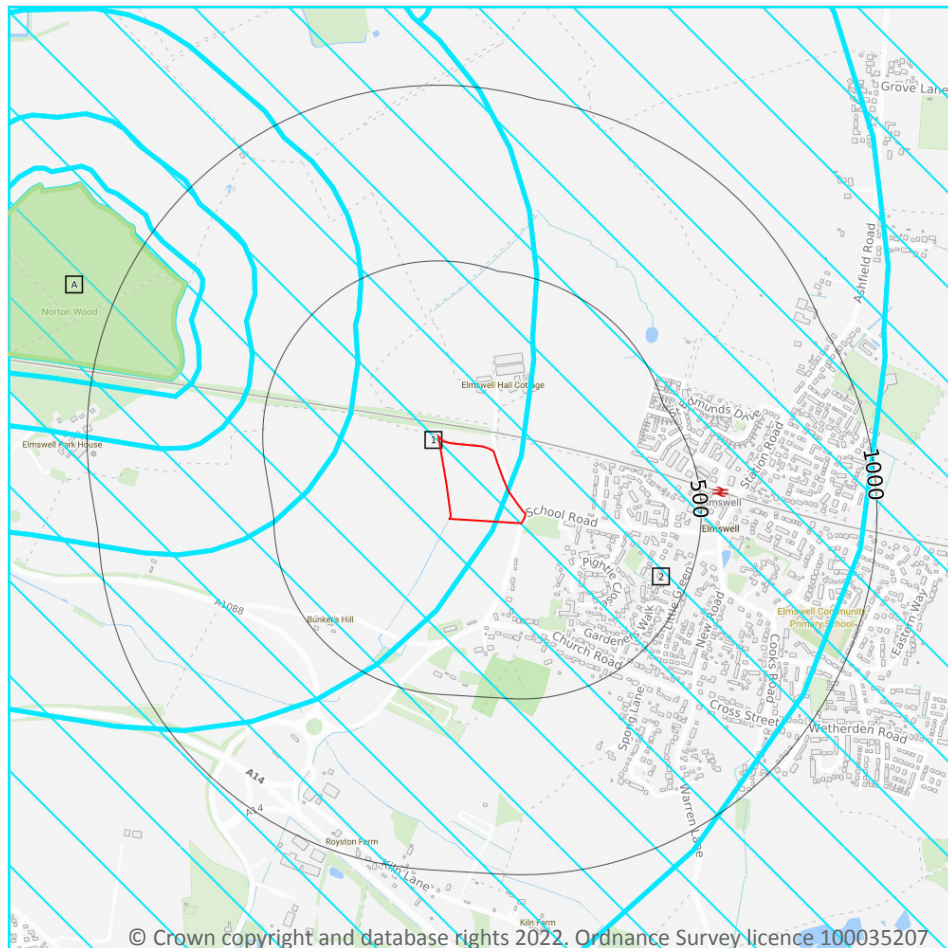 Grove Lane
Ashfield Road
A
Norton Wood
Elmswell Hall Cottage
Elmswell Park House
1
Station Road
500
1000
Elmswell
School Road
Elmswell
2
Pightle Close
Little Green
A1088
Bunker's Hill
Gardeners Walk
New Road
Elmswell Community
Primary School
Eastern Way
Church Road
Cooks Road
Spong Lane
Cross Street
Wetherden Road
A14
A14
Warren Lane
Royston Farm
Kiln Lane
Kiln Farm
© Crown copyright and database rights 2022. Ordnance Survey licence 100035207